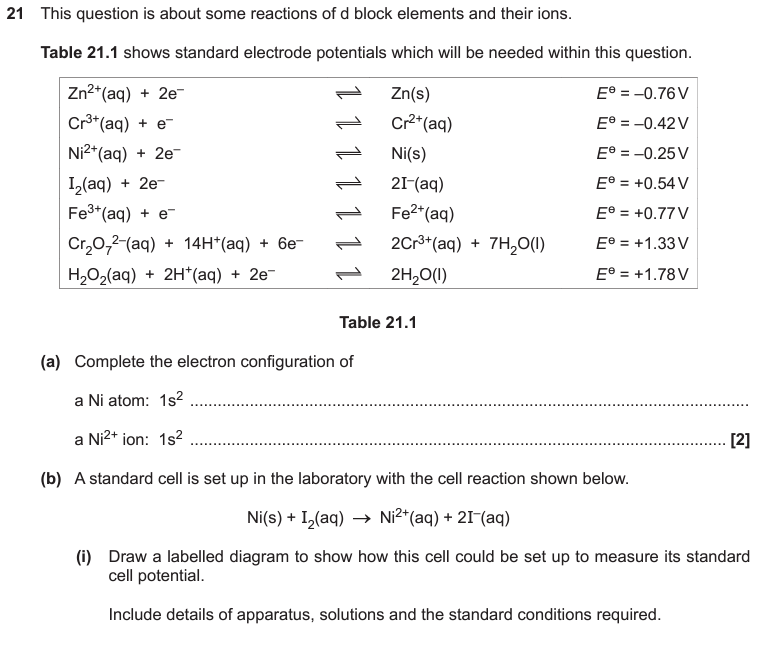 21 This question is about some reactions of d block elements and their ions.
Table 21.1 shows standard electrode potentials which will be needed within this question.
Zn²⁺(aq) + 2e⁻ ⇌ Zn(s) E⦵ = –0.76 V
Cr³⁺(aq) + e⁻ ⇌ Cr²⁺(aq) E⦵ = –0.42 V
Ni²⁺(aq) + 2e⁻ ⇌ Ni(s) E⦵ = –0.25 V
I₂(aq) + 2e⁻ ⇌ 2I⁻(aq) E⦵ = +0.54 V
Fe³⁺(aq) + e⁻ ⇌ Fe²⁺(aq) E⦵ = +0.77 V
Cr₂O₇²⁻(aq) + 14H⁺(aq) + 6e⁻ ⇌ 2Cr³⁺(aq) + 7H₂O(l) E⦵ = +1.33 V
H₂O₂(aq) + 2H⁺(aq) + 2e⁻ ⇌ 2H₂O(l) E⦵ = +1.78 V
Table 21.1
(a) Complete the electron configuration of
a Ni atom: 1s² ........................................................................................................................
a Ni²⁺ ion: 1s² .................................................................................................................... [2]
(b) A standard cell is set up in the laboratory with the cell reaction shown below.
Ni(s) + I₂(aq) → Ni²⁺(aq) + 2I⁻(aq)
(i) Draw a labelled diagram to show how this cell could be set up to measure its standard
cell potential.
Include details of apparatus, solutions and the standard conditions required.